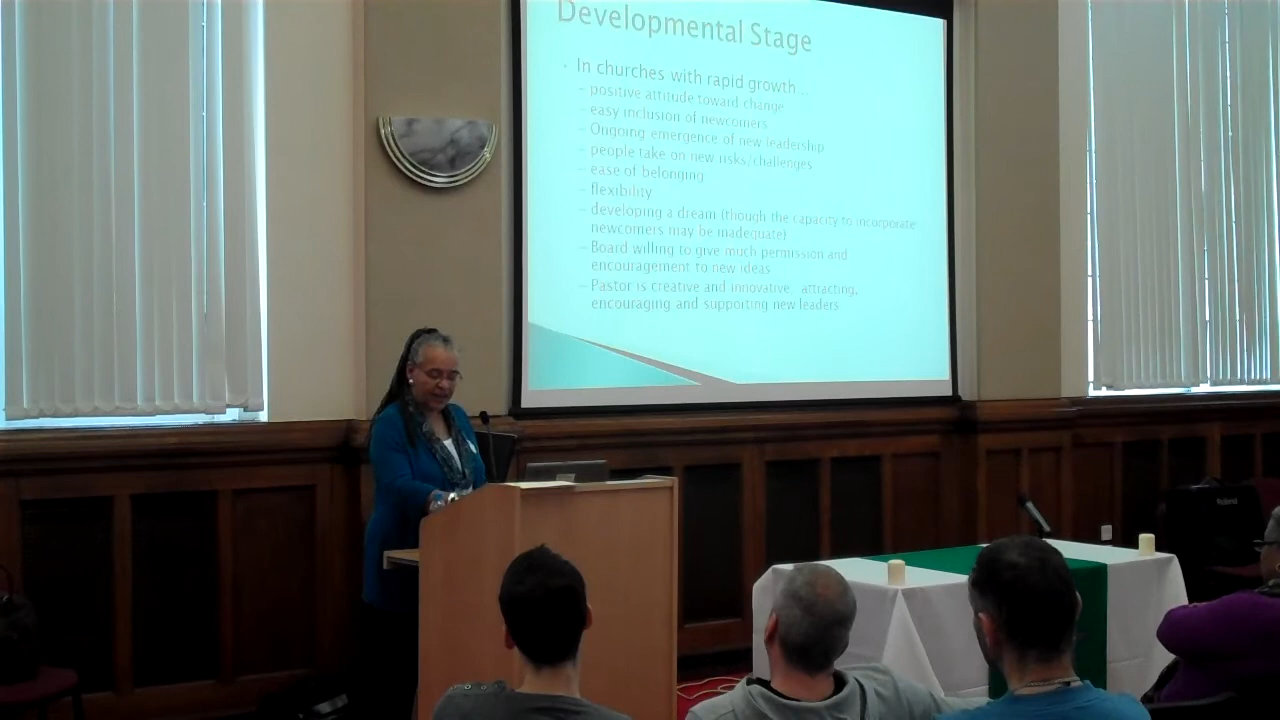 Developmental Stage
In churches with rapid growth...
– positive attitude toward change
– easy inclusion of newcomers
– Ongoing emergence of new leadership
– people take on new risks/challenges
– ease of belonging
– flexibility
– developing a dream (though the capacity to incorporate
newcomers may be inadequate)
– Board willing to give much permission and
encouragement to new ideas
– Pastor is creative and innovative attracting,
encouraging and supporting new leaders
Roland